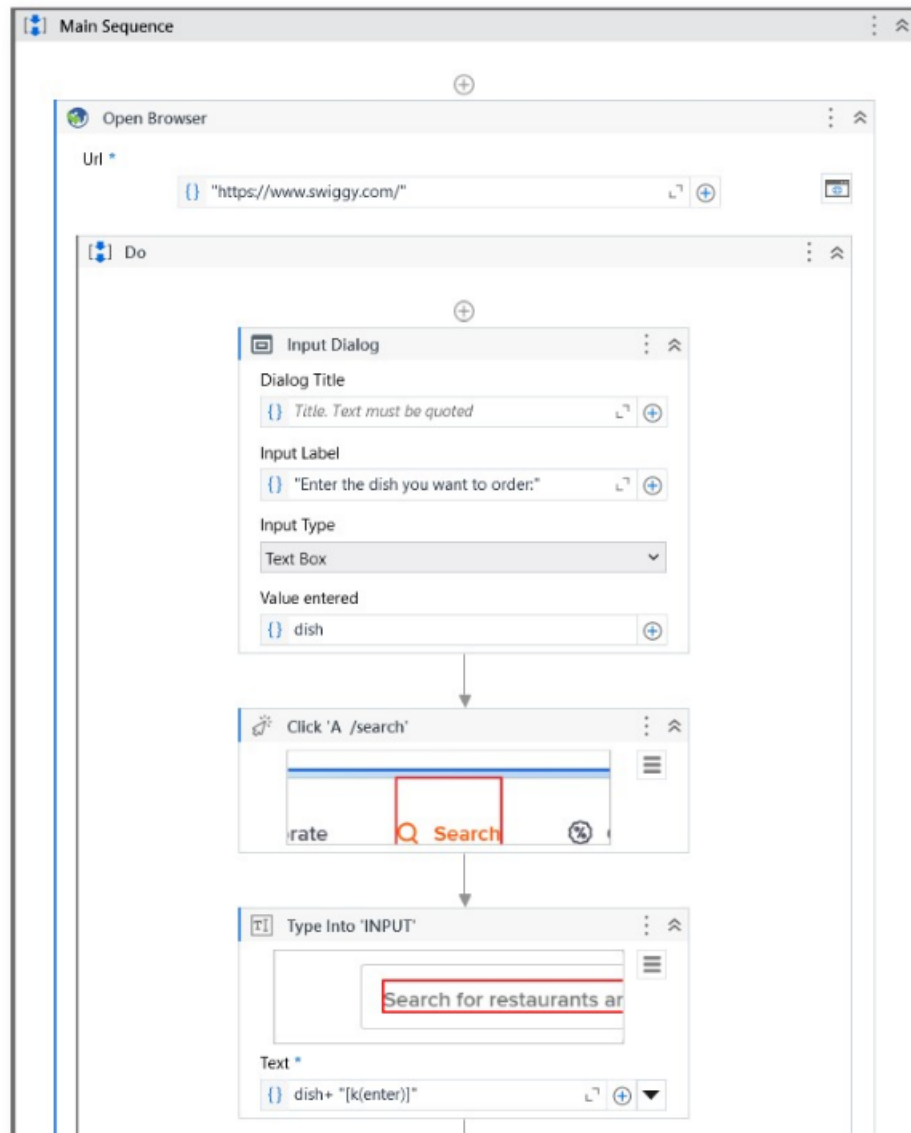 Main Sequence
Open Browser
Url *
"https://www.swiggy.com/"
Do
Input Dialog
Dialog Title
Title. Text must be quoted
Input Label
"Enter the dish you want to order:"
Input Type
Text Box
Value entered
{} dish
Click 'A /search'
rate Search
TI Type Into 'INPUT'
Search for restaurants ar
Text *
{} dish+ "[k(enter)]"